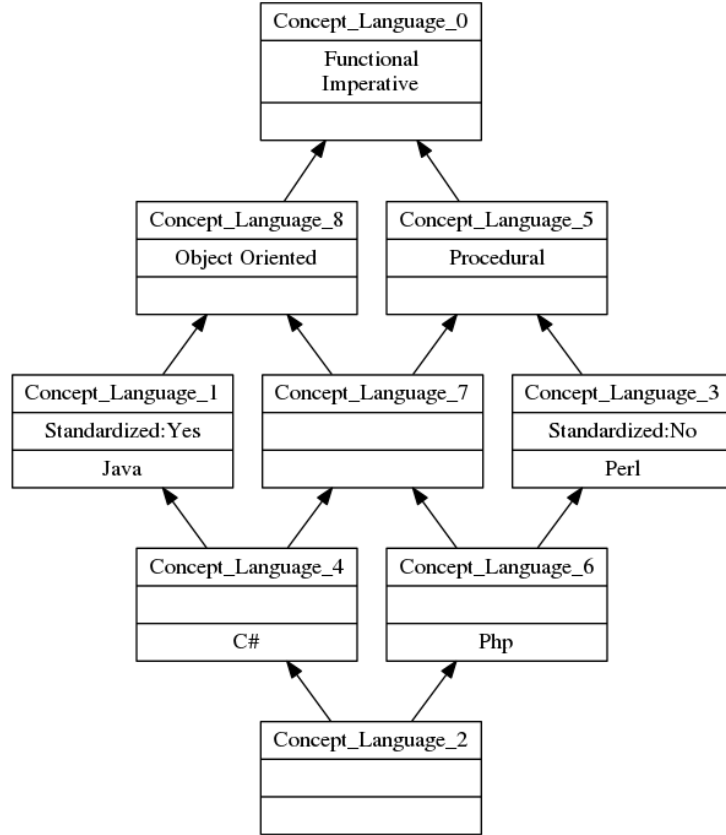 Concept_Language_0
Functional
Imperative
Concept_Language_8
Object Oriented
Concept_Language_5
Procedural
Concept_Language_1
Standardized:Yes
Java
Concept_Language_7
Concept_Language_3
Standardized:No
Perl
Concept_Language_4
C#
Concept_Language_6
Php
Concept_Language_2